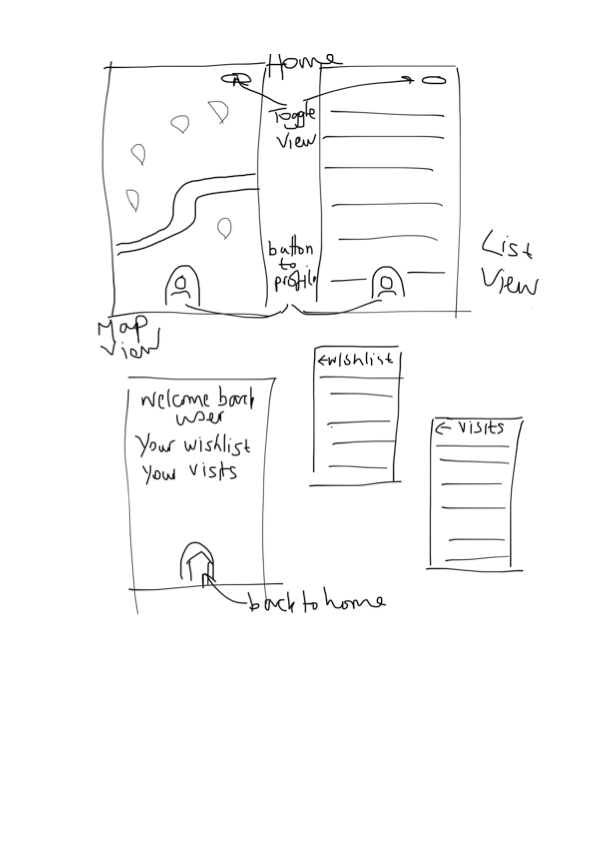 Home
Toggle
View
button
to
profile
List
View
Map
View
←wishlist
welcome back
user
Your wishlist
Your visits
← visits
back to home